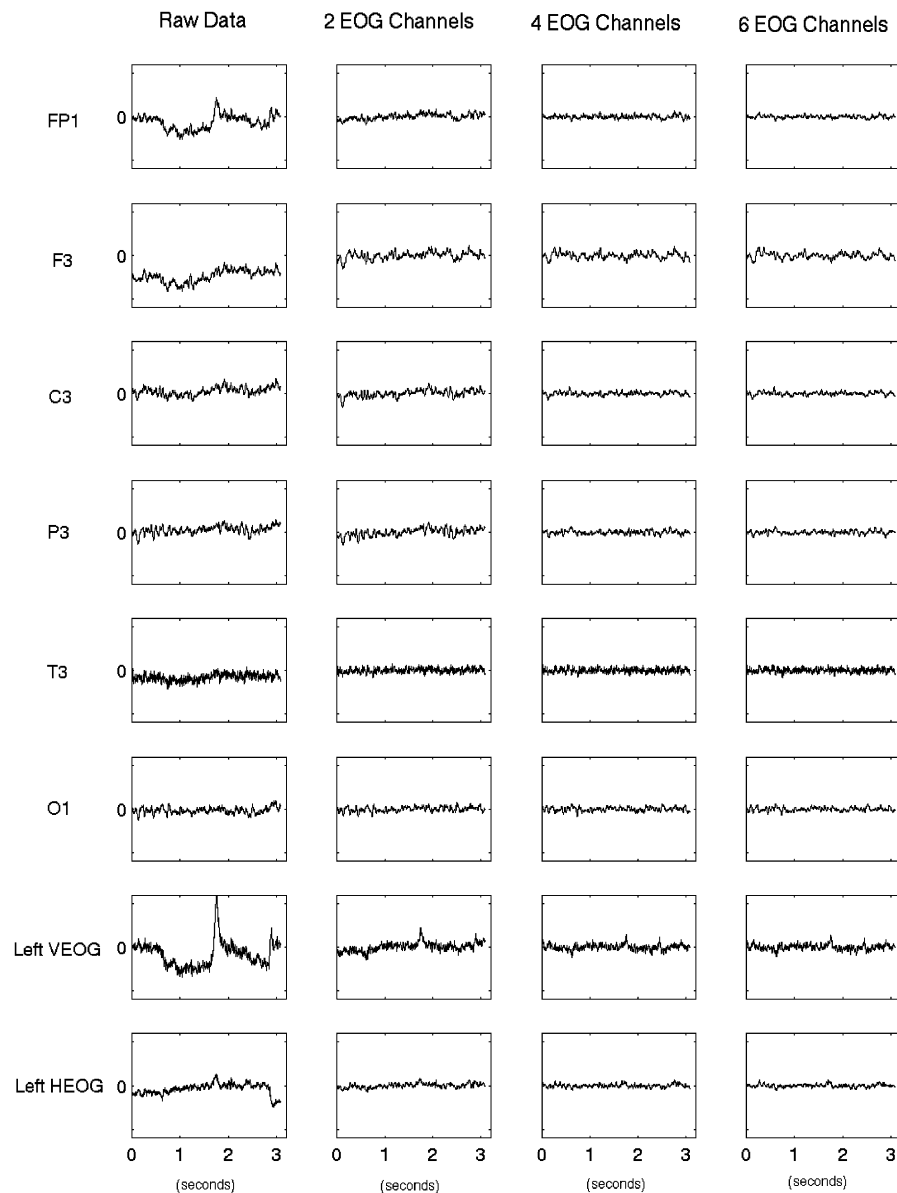 Raw Data 2 EOG Channels 4 EOG Channels 6 EOG Channels
FP1 0
F3 0
C3 0
P3 0
T3 0
O1 0
Left VEOG 0
Left HEOG 0
0 1 2 3 0 1 2 3 0 1 2 3 0 1 2 3
(seconds) (seconds) (seconds) (seconds)